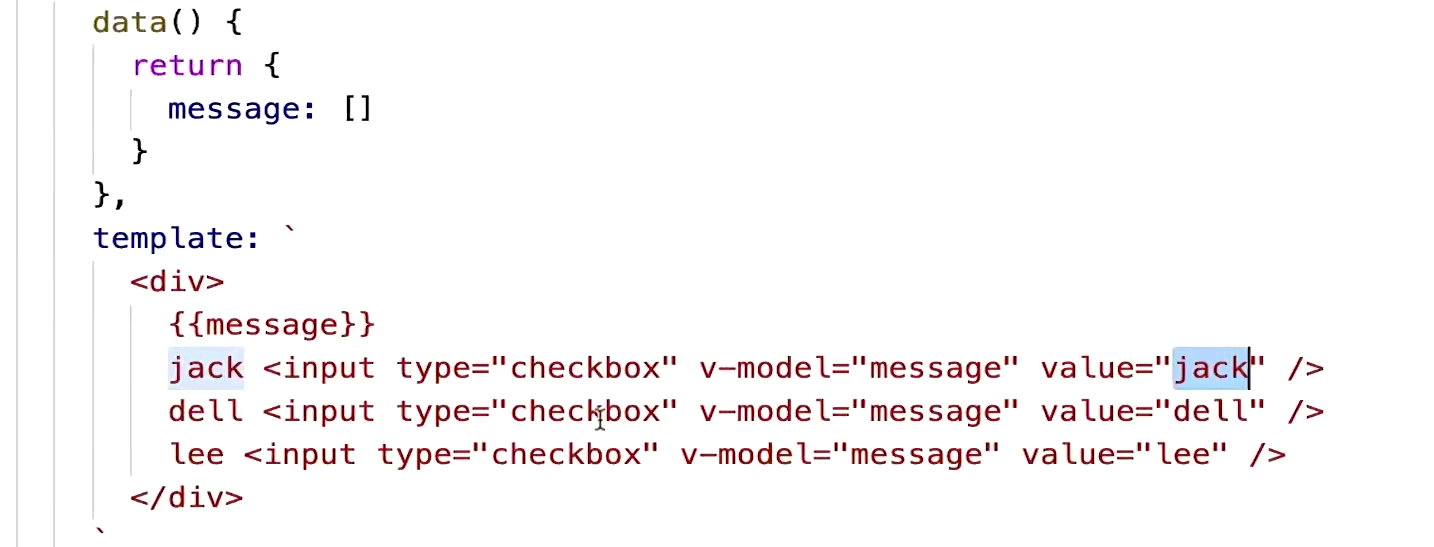 data() {
return {
message: []
}
},
template: `
<div>
{{message}}
jack <input type="checkbox" v-model="message" value="jack" />
dell <input type="checkbox" v-model="message" value="dell" />
lee <input type="checkbox" v-model="message" value="lee" />
</div>
`